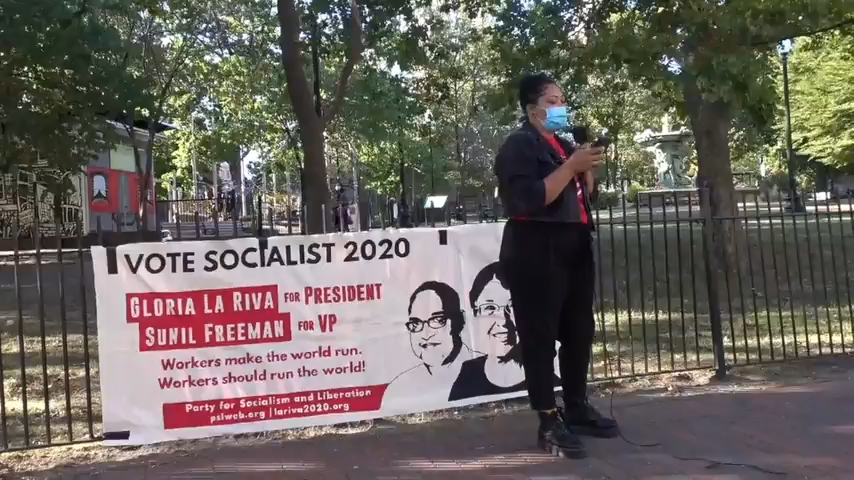 VOTE SOCIALIST 2020
GLORIA LA RIVA FOR PRESIDENT
SUNIL FREEMAN FOR VP
Workers make the world run.
Workers should run the world!
Party for Socialism and Liberation
pslweb.org | lariva2020.org